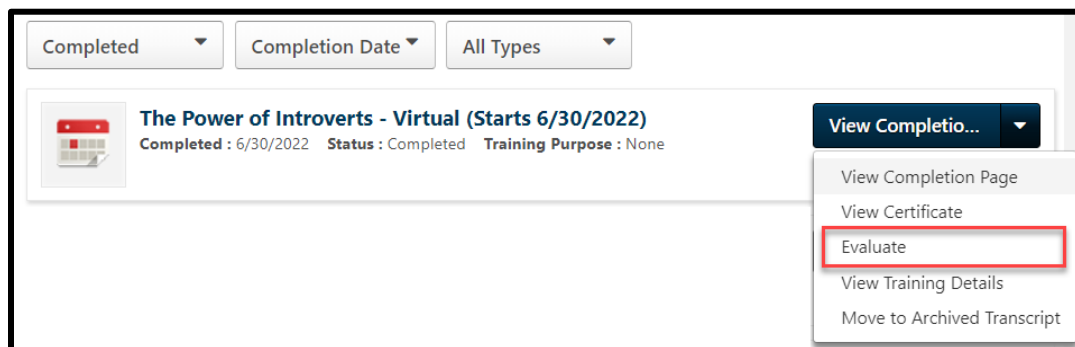 Completed Completion Date All Types
The Power of Introverts - Virtual (Starts 6/30/2022)
Completed : 6/30/2022 Status : Completed Training Purpose : None
View Completio...
View Completion Page
View Certificate
Evaluate
View Training Details
Move to Archived Transcript